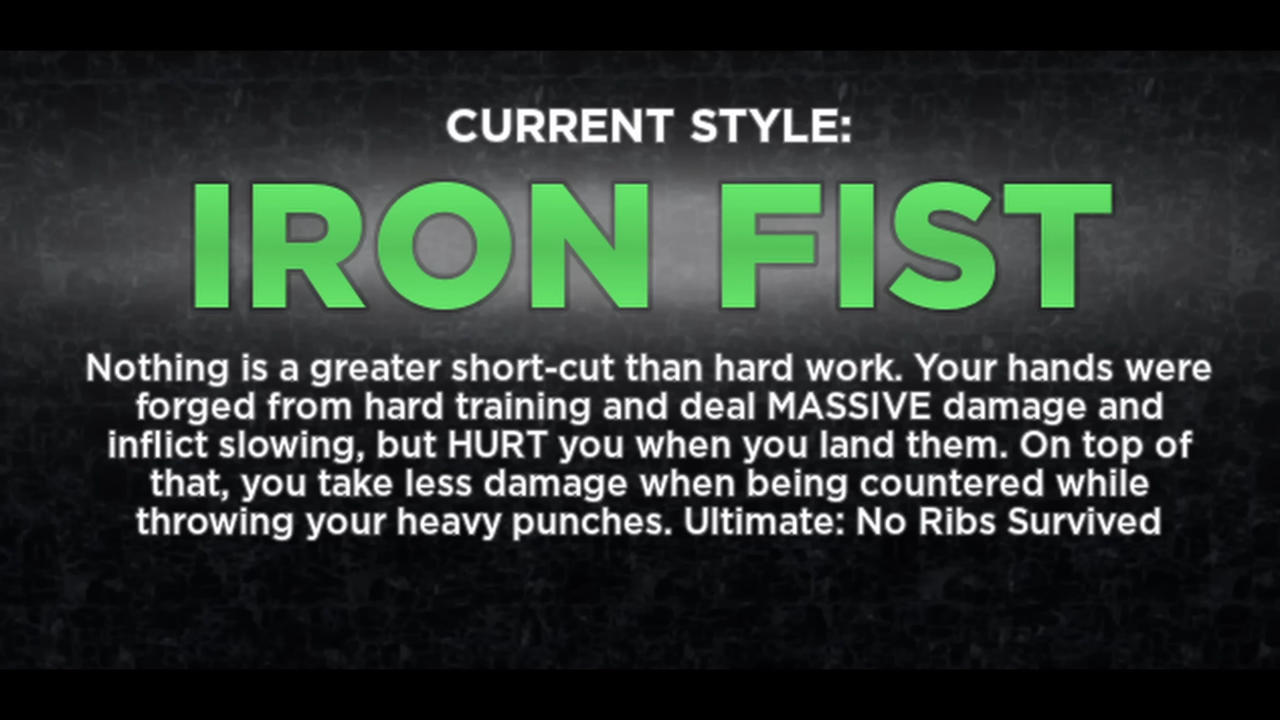 CURRENT STYLE:
IRON FIST
Nothing is a greater short-cut than hard work. Your hands were
forged from hard training and deal MASSIVE damage and
inflict slowing, but HURT you when you land them. On top of
that, you take less damage when being countered while
throwing your heavy punches. Ultimate: No Ribs Survived